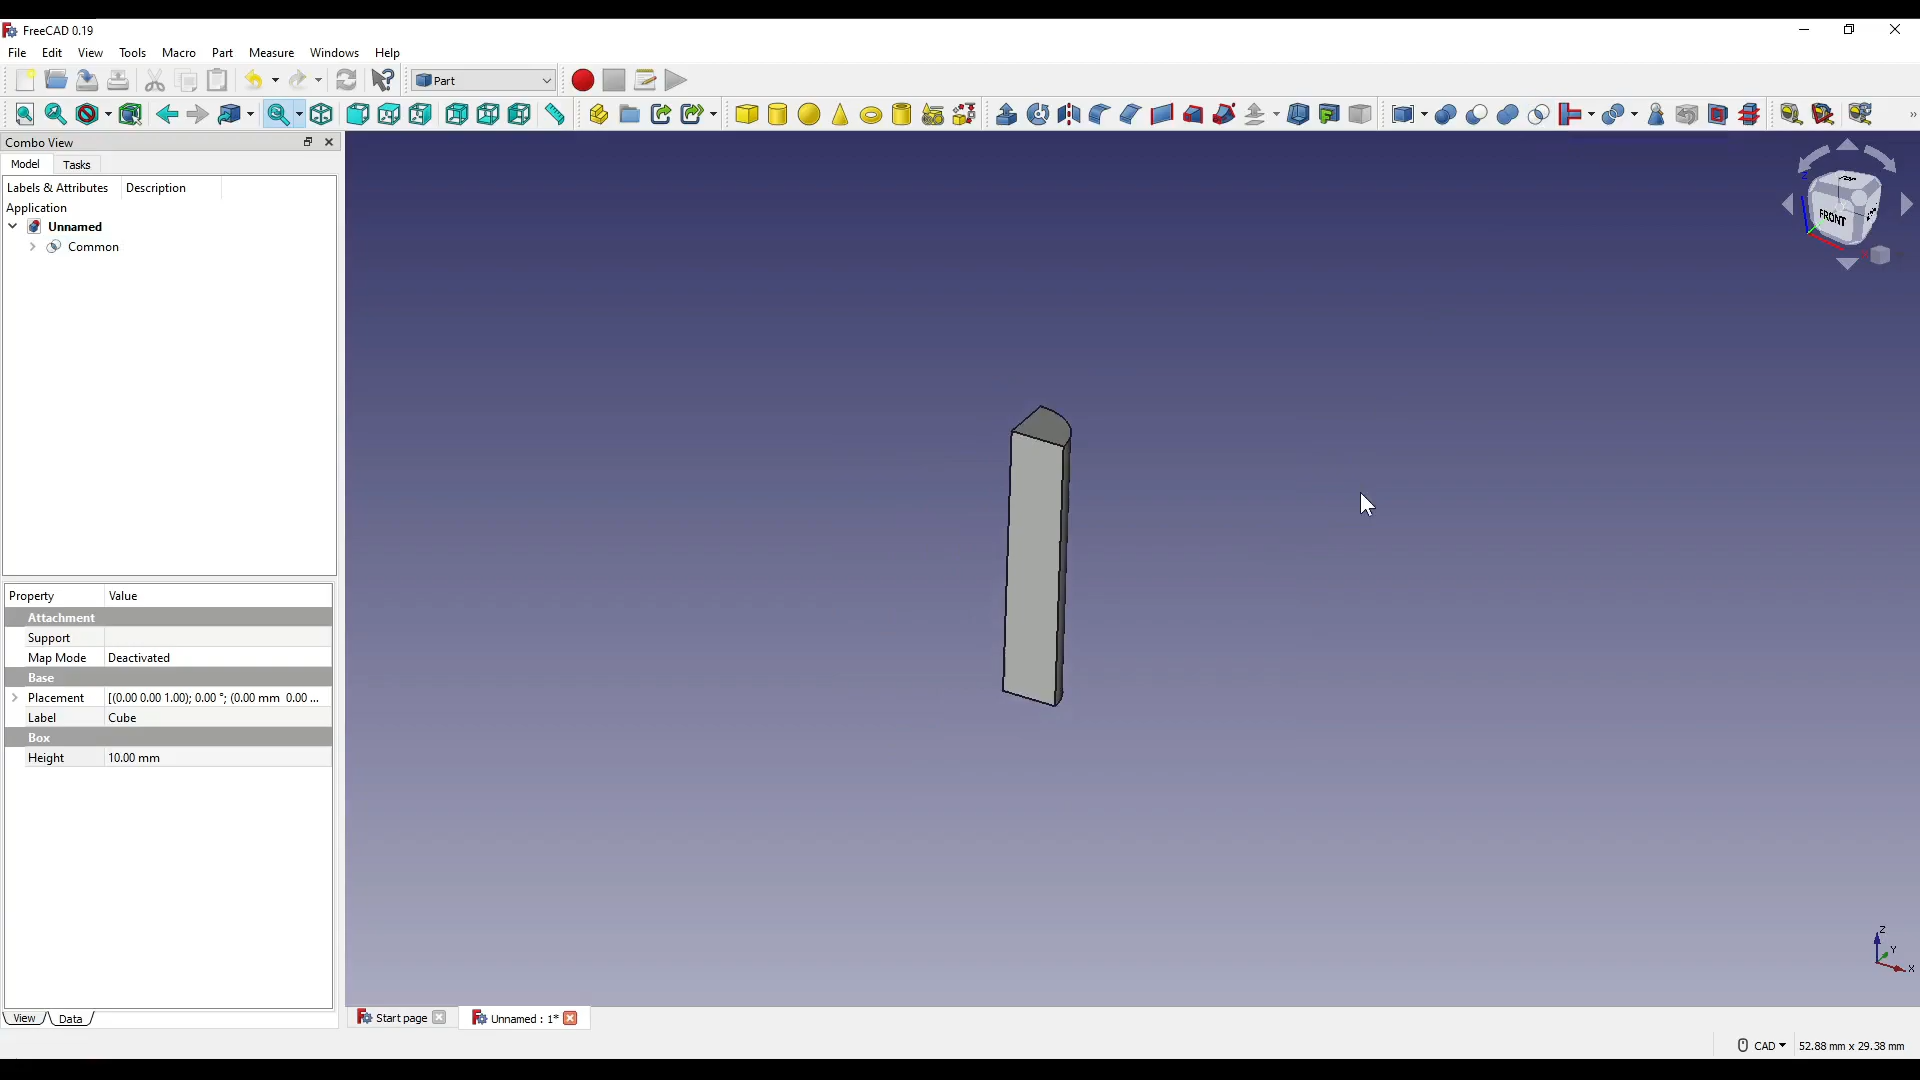 FreeCAD 0.19
File Edit View Tools Macro Part Measure Windows Help
Part
Combo View
Model Tasks
Labels & Attributes Description
Application
Unnamed
Common
Property Value
Attachment
Support
Map Mode Deactivated
Base
Placement [(0.00 0.00 1.00); 0.00 °; (0.00 mm 0.00 ...
Label Cube
Box
Height 10.00 mm
View Data
Start page Unnamed : 1*
CAD 52.88 mm x 29.38 mm
FRONT
Z
Y
X